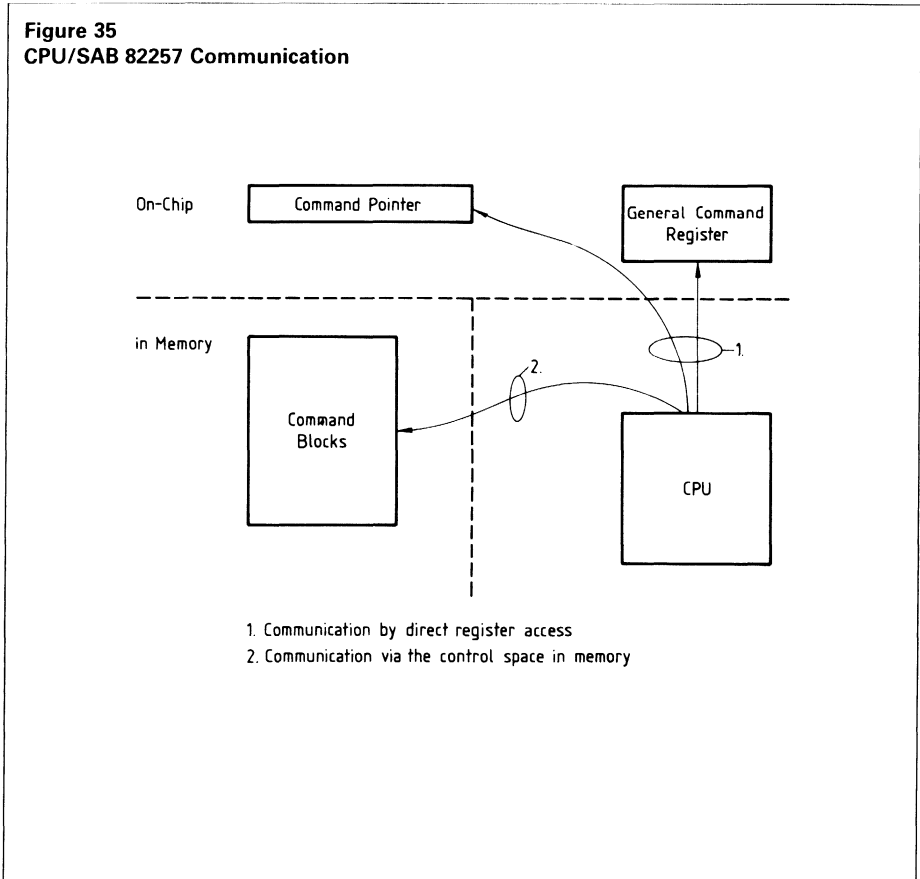 Figure 35
CPU/SAB 82257 Communication
On-Chip
Command Pointer
General Command
Register
in Memory
1.
2.
Command
Blocks
CPU
1. Communication by direct register access
2. Communication via the control space in memory